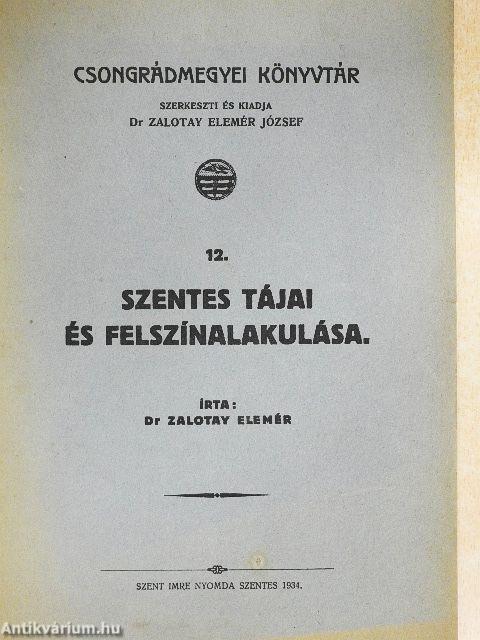 CSONGRÁDMEGYEI KÖNYVTÁR
SZERKESZTI ÉS KIADJA
Dr ZALOTAY ELEMÉR JÓZSEF
12.
SZENTES TÁJAI
ÉS FELSZÍNALAKULÁSA.
ÍRTA:
Dr ZALOTAY ELEMÉR
SZENT IMRE NYOMDA SZENTES 1934.
Antikvárium.hu